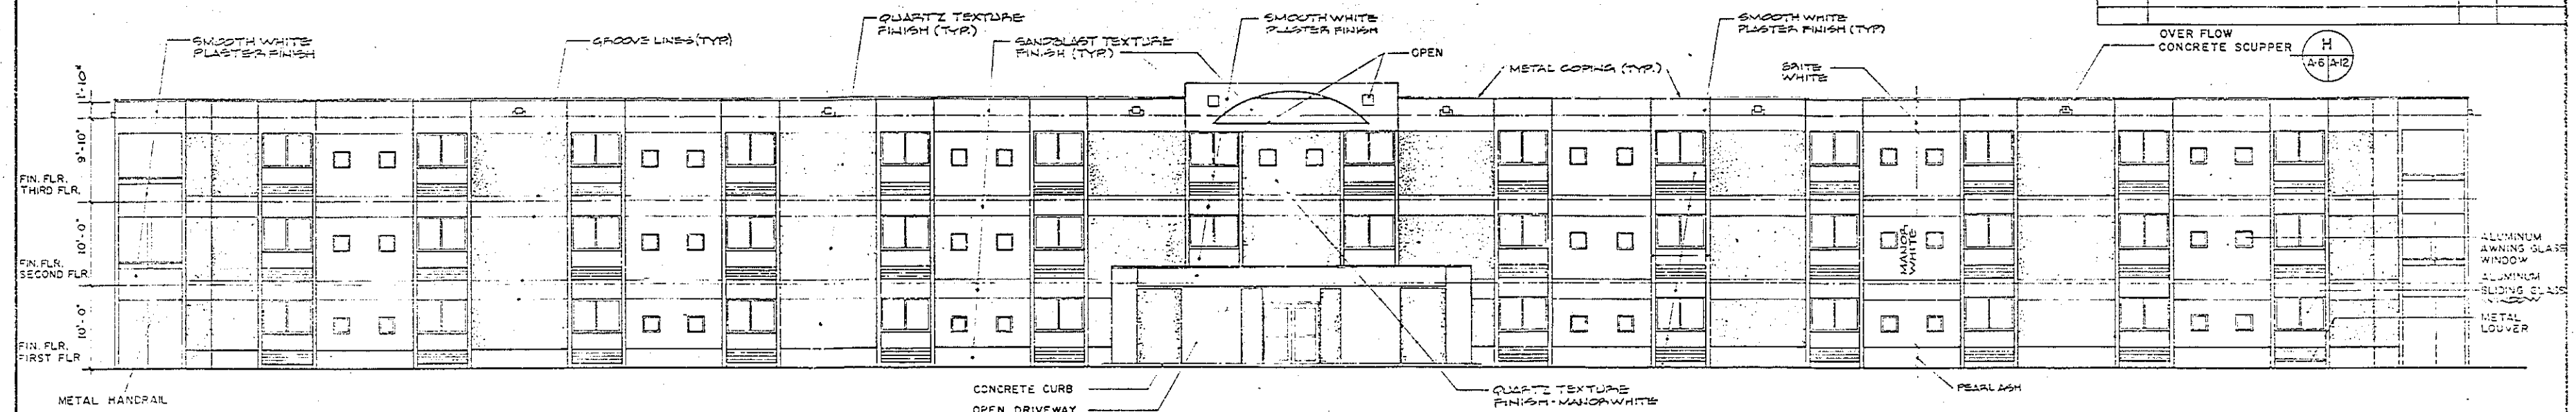 QUARTZ TEXTURE
FINISH (TYP.)
SMOOTH WHITE
PLASTER FINISH
SMOOTH WHITE
PLASTER FINISH (TYP)
OVER FLOW
CONCRETE SCUPPER
H
A-6 A-12
SMOOTH WHITE
PLASTER FINISH
GROOVE LINES (TYP.)
SANDBLAST TEXTURE
FINISH (TYP.)
OPEN
METAL COPING (TYP.)
BRITE
WHITE
1'-10"
9'-10"
FIN. FLR.
THIRD FLR.
10'-0"
FIN. FLR.
SECOND FLR.
10'-0"
FIN. FLR.
FIRST FLR
MANOR
WHITE
ALUMINUM
AWNING GLASS
WINDOW
ALUMINUM
SLIDING GLASS
METAL
LOUVER
METAL HANDRAIL
CONCRETE CURB
OPEN DRIVEWAY
QUARTZ TEXTURE
FINISH - MANOR WHITE
PEARL ASH